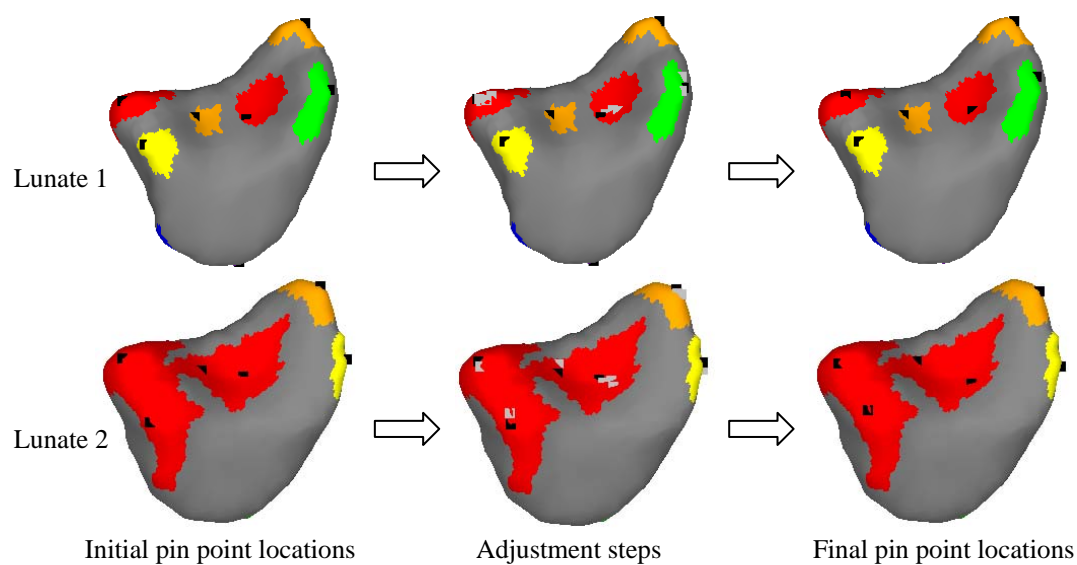 Lunate 1
Lunate 2
Initial pin point locations
Adjustment steps
Final pin point locations